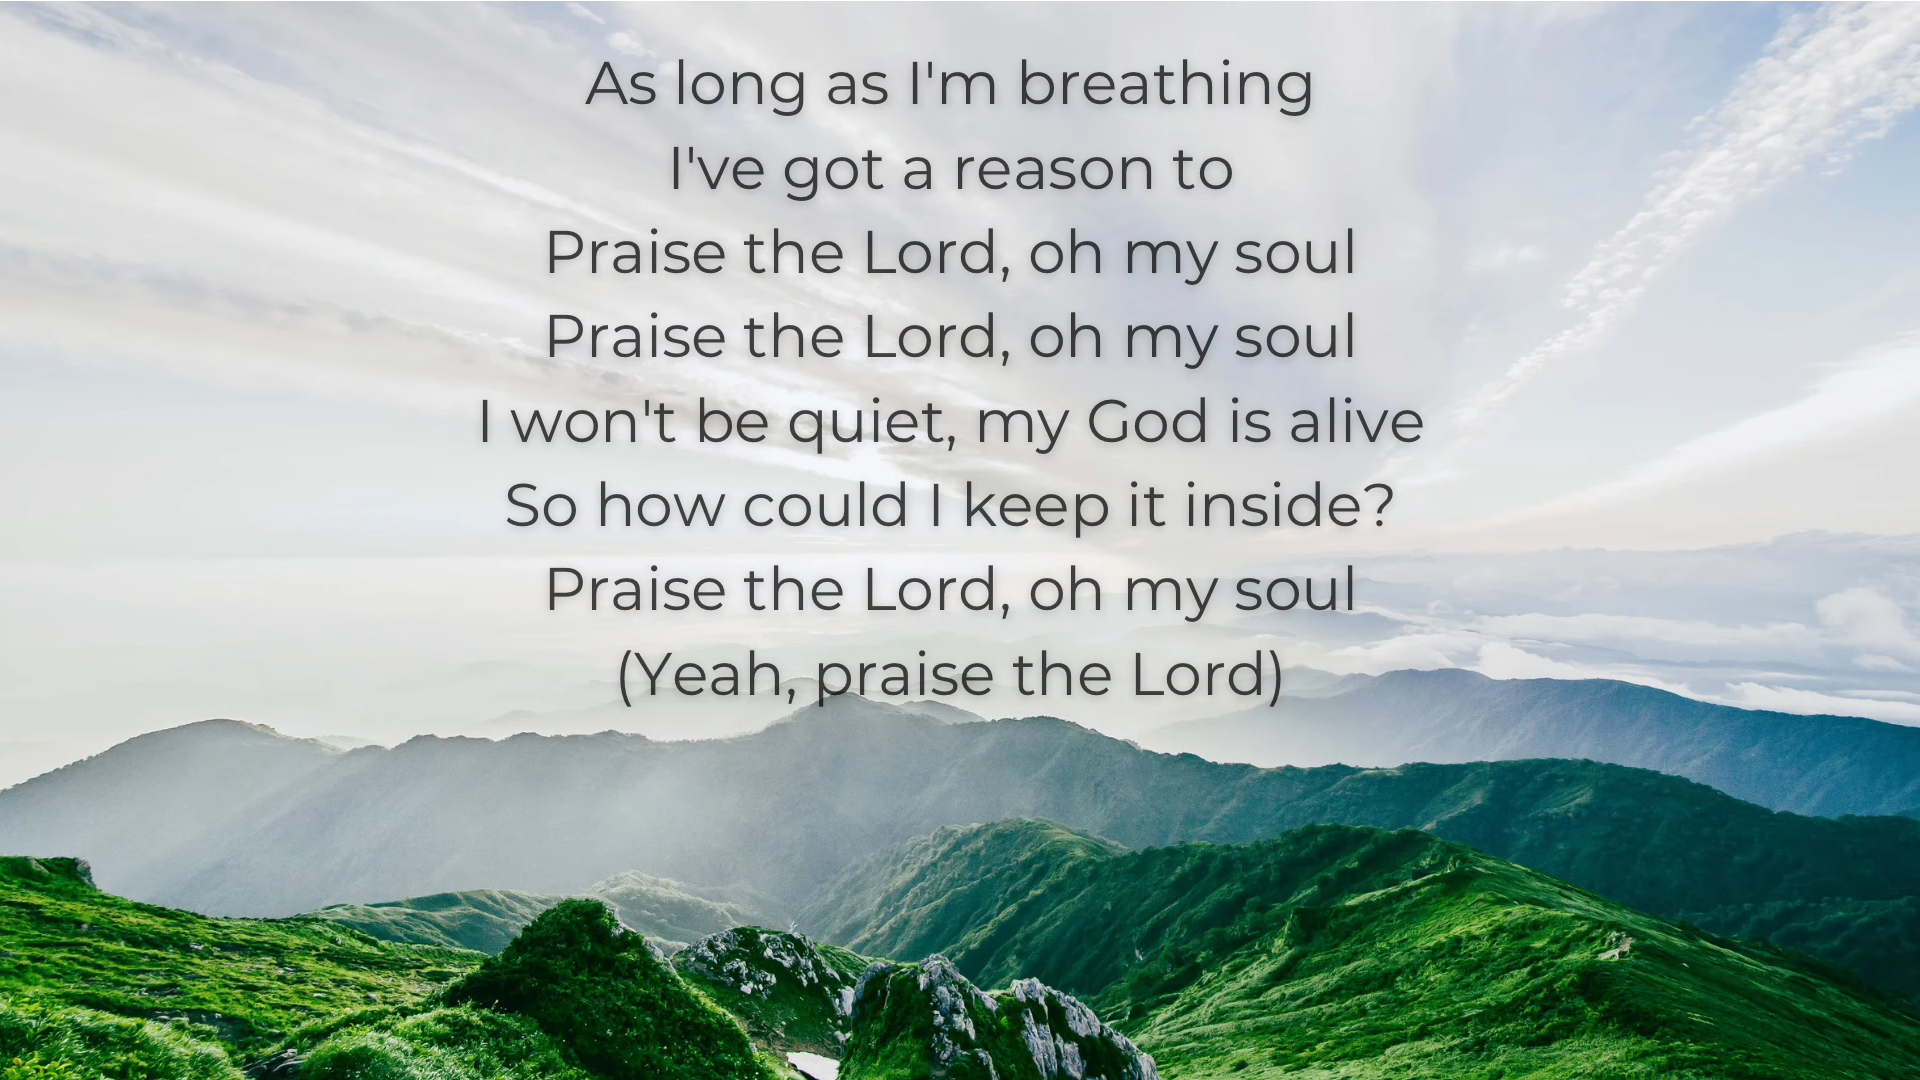 As long as I'm breathing
I've got a reason to
Praise the Lord, oh my soul
Praise the Lord, oh my soul
I won't be quiet, my God is alive
So how could I keep it inside?
Praise the Lord, oh my soul
(Yeah, praise the Lord)